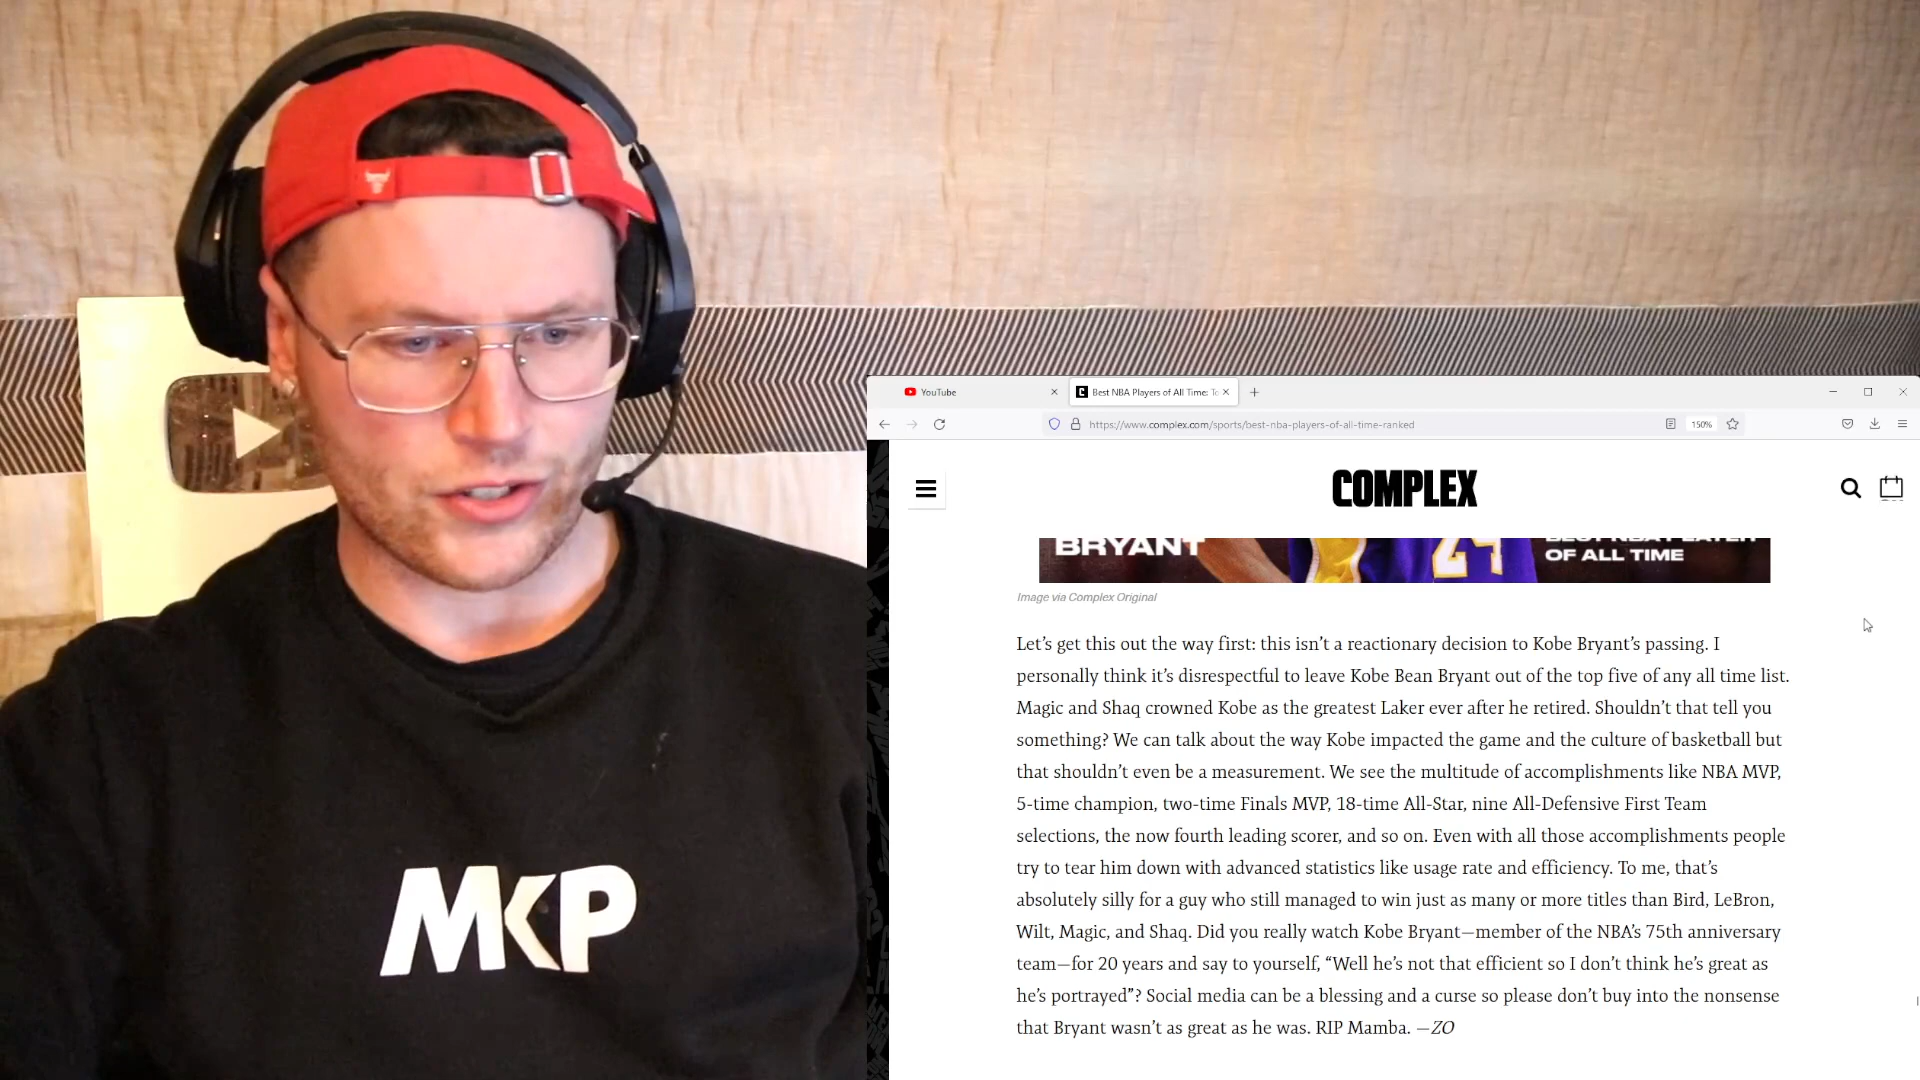 YouTube
Best NBA Players of All Time: To
https://www.complex.com/sports/best-nba-players-of-all-time-ranked
150%
COMPLEX
BRYANT
OF ALL TIME
24
Image via Complex Original
Let's get this out the way first: this isn't a reactionary decision to Kobe Bryant's passing. I
personally think it's disrespectful to leave Kobe Bean Bryant out of the top five of any all time list.
Magic and Shaq crowned Kobe as the greatest Laker ever after he retired. Shouldn't that tell you
something? We can talk about the way Kobe impacted the game and the culture of basketball but
that shouldn't even be a measurement. We see the multitude of accomplishments like NBA MVP,
5-time champion, two-time Finals MVP, 18-time All-Star, nine All-Defensive First Team
selections, the now fourth leading scorer, and so on. Even with all those accomplishments people
try to tear him down with advanced statistics like usage rate and efficiency. To me, that's
absolutely silly for a guy who still managed to win just as many or more titles than Bird, LeBron,
Wilt, Magic, and Shaq. Did you really watch Kobe Bryant—member of the NBA's 75th anniversary
team—for 20 years and say to yourself, “Well he's not that efficient so I don't think he's great as
he's portrayed”? Social media can be a blessing and a curse so please don't buy into the nonsense
that Bryant wasn't as great as he was. RIP Mamba. —ZO
MKP